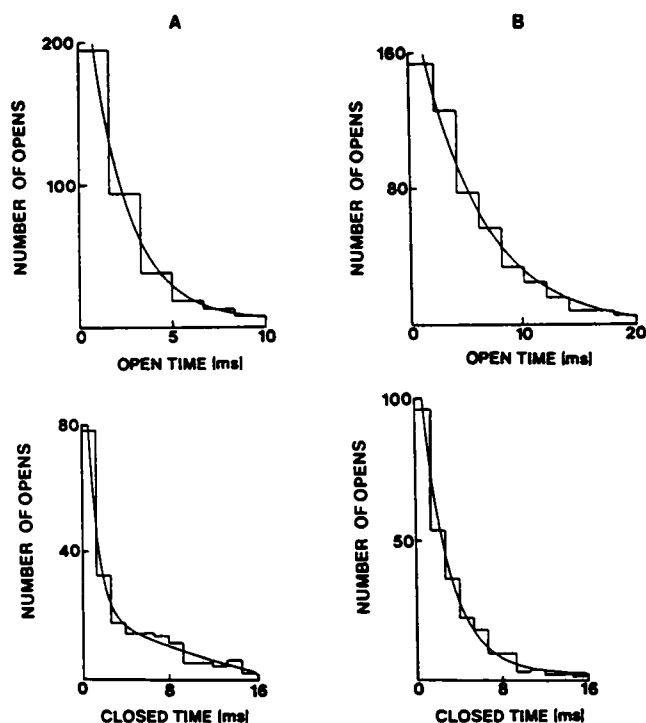 A
B
200
100
NUMBER OF OPENS
0
5
10
OPEN TIME [ms]
160
80
NUMBER OF OPENS
0
10
20
OPEN TIME [ms]
80
40
NUMBER OF OPENS
0
8
16
CLOSED TIME [ms]
100
50
NUMBER OF OPENS
0
8
16
CLOSED TIME [ms]